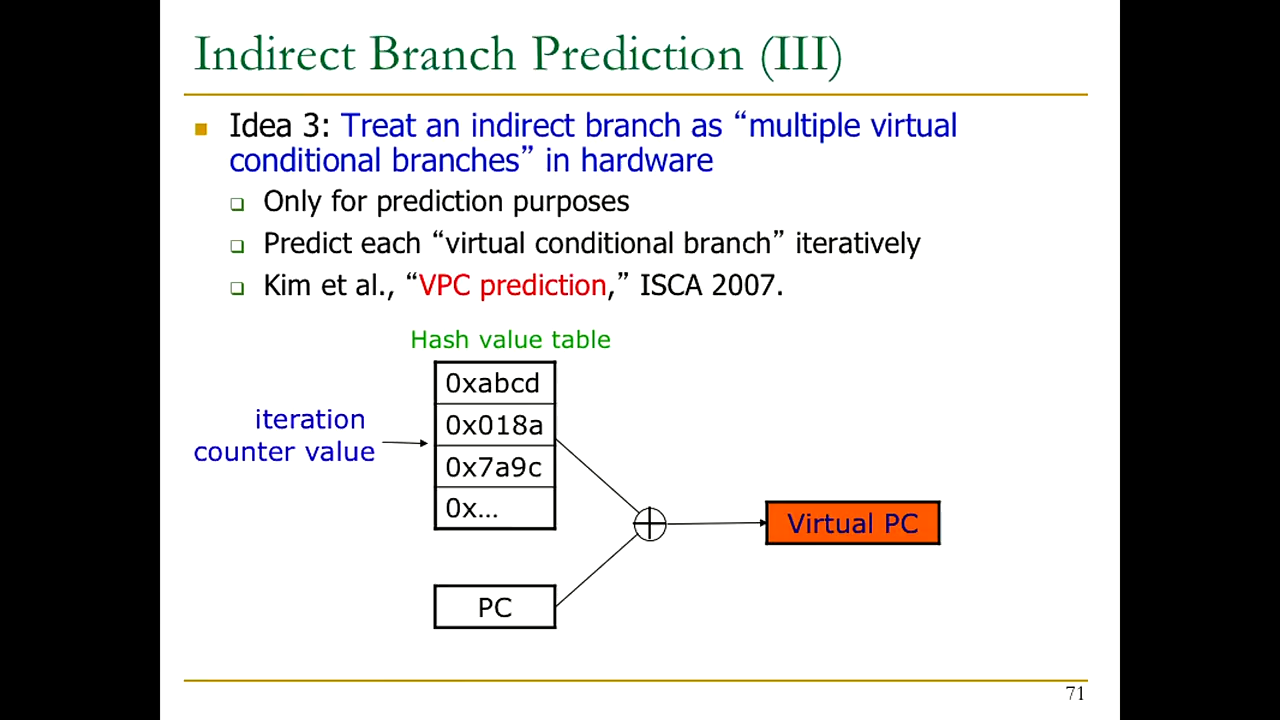 Indirect Branch Prediction (III)
Idea 3: Treat an indirect branch as “multiple virtual
conditional branches” in hardware
Only for prediction purposes
Predict each “virtual conditional branch” iteratively
Kim et al., “VPC prediction,” ISCA 2007.
Hash value table
0xabcd
iteration
counter value
0x018a
0x7a9c
0x…
Virtual PC
PC
71